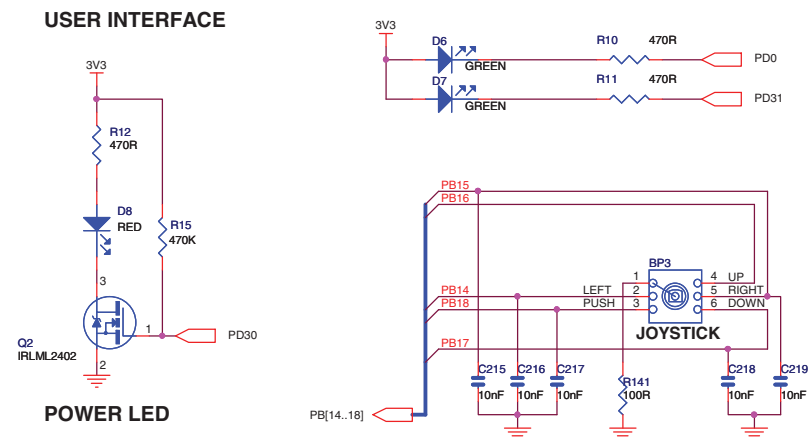 USER INTERFACE
3V3
R12
470R
D8
RED
R15
470K
3
1
2
Q2
IRLML2402
PD30
POWER LED
3V3
D6
GREEN
R10
470R
PD0
D7
GREEN
R11
470R
PD31
PB15
PB16
PB14
PB18
PB17
BP3
1
2
3
LEFT
PUSH
4
5
6
UP
RIGHT
DOWN
JOYSTICK
C215
10nF
C216
10nF
C217
10nF
R141
100R
C218
10nF
C219
10nF
PB[14..18]